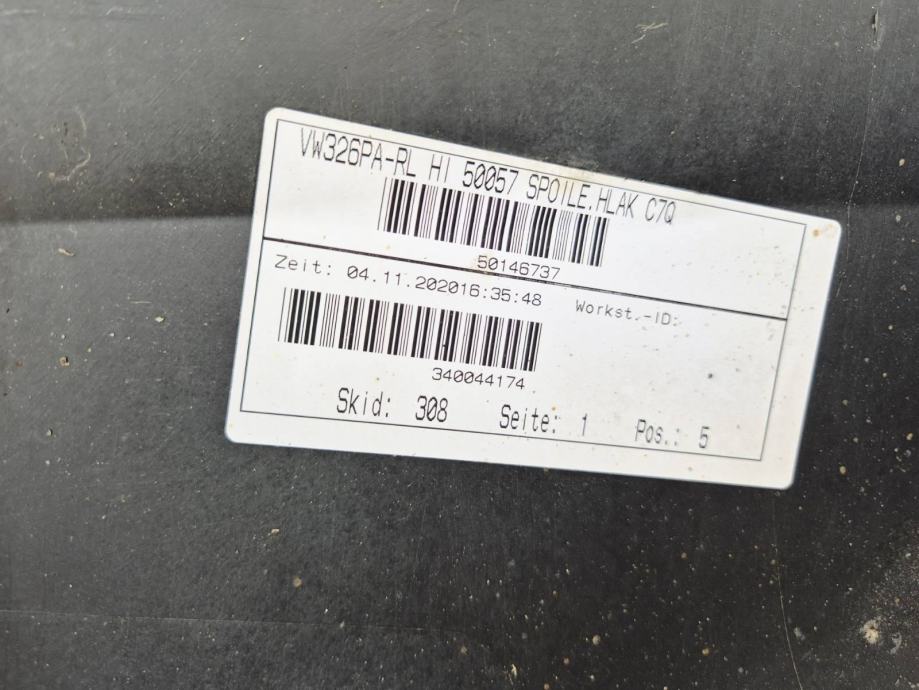 VW326PA-RL HI 50057 SPOILE.HLAK C7Q
50146737
Zeit: 04.11.202016:35:48 Workst.-ID:
340044174
Skid: 308 Seite: 1 Pos.: 5